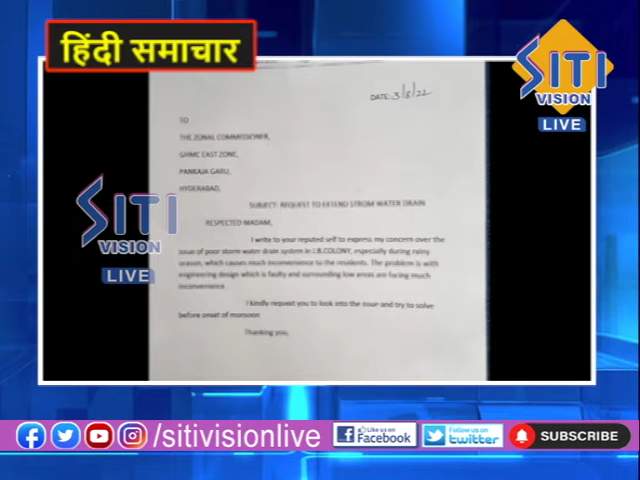 हिंदी समाचार
SITI
VISION
LIVE
DATE: 3/8/22
TO
THE ZONAL COMMISSIONER,
GHMC EAST ZONE,
PANKAJA GARU,
HYDERABAD,
SUBJECT: REQUEST TO EXTEND STROM WATER DRAIN
RESPECTED MADAM,
I write to your reputed self to express my concern over the
issue of poor storm water drain system in J.B.COLONY, especially during rainy
season, which causes much inconvenience to the residents. The problem is with
engineering design which is faulty and surrounding low areas are facing much
inconvenience
I kindly request you to look into the issue and try to solve
before onset of monsoon
Thanking you,
SITI
VISION
LIVE
/sitivisionlive
Like us on
Facebook
Follow us on
twitter
SUBSCRIBE